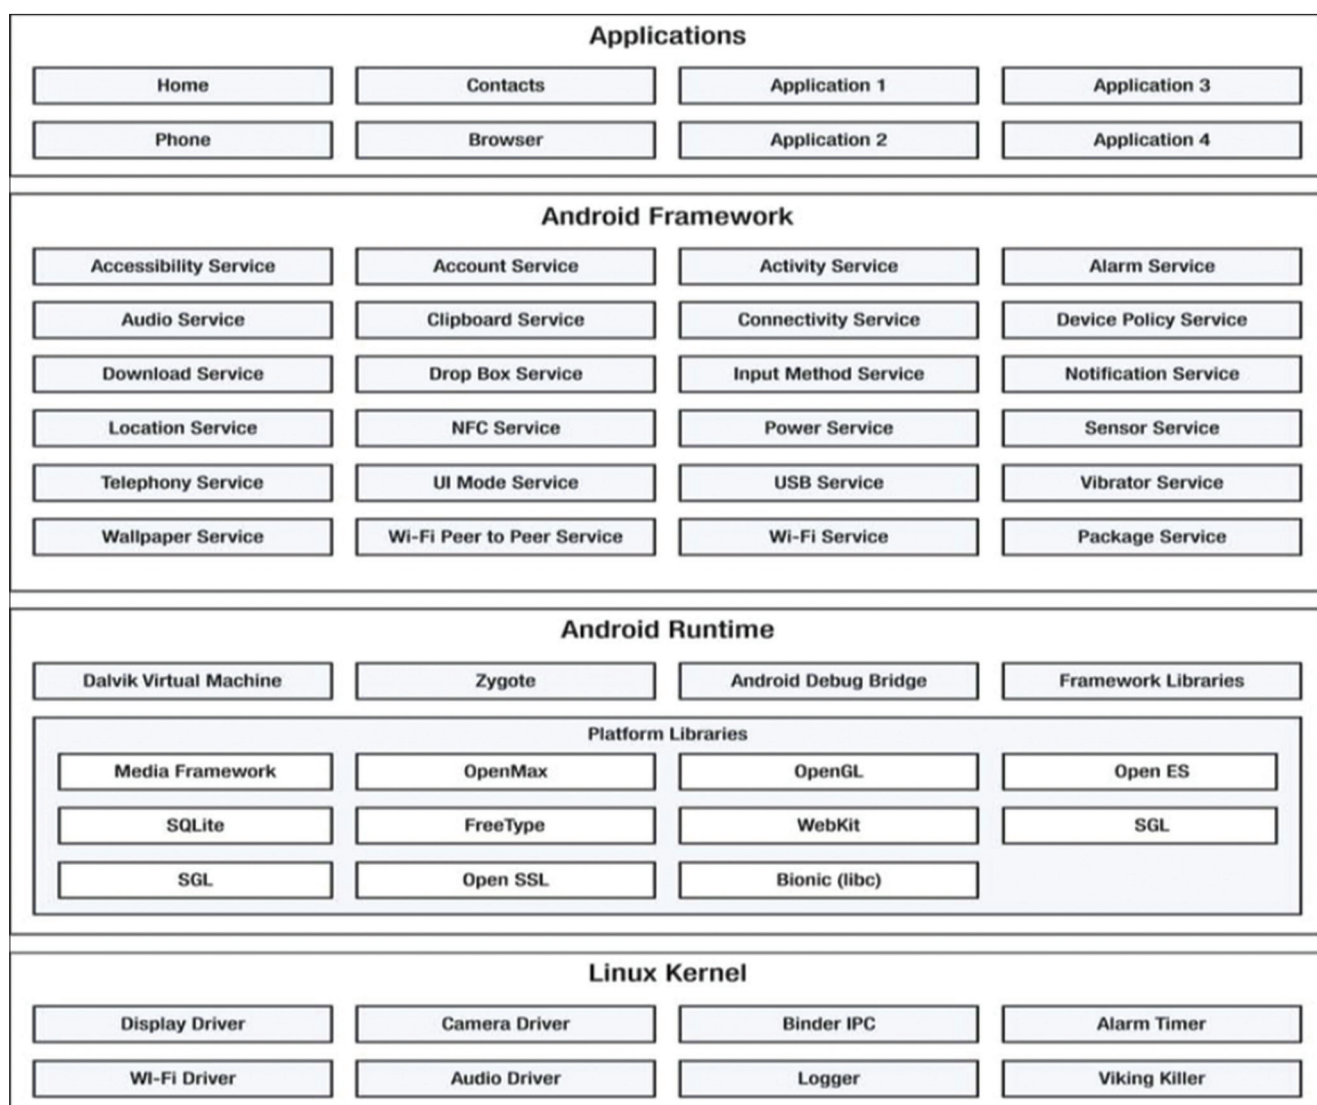 Applications
Home Contacts Application 1 Application 3
Phone Browser Application 2 Application 4
Android Framework
Accessibility Service Account Service Activity Service Alarm Service
Audio Service Clipboard Service Connectivity Service Device Policy Service
Download Service Drop Box Service Input Method Service Notification Service
Location Service NFC Service Power Service Sensor Service
Telephony Service UI Mode Service USB Service Vibrator Service
Wallpaper Service Wi-Fi Peer to Peer Service Wi-Fi Service Package Service
Android Runtime
Dalvik Virtual Machine Zygote Android Debug Bridge Framework Libraries
Platform Libraries
Media Framework OpenMax OpenGL Open ES
SQLite FreeType WebKit SGL
SGL Open SSL Bionic (libc)
Linux Kernel
Display Driver Camera Driver Binder IPC Alarm Timer
WI-Fi Driver Audio Driver Logger Viking Killer